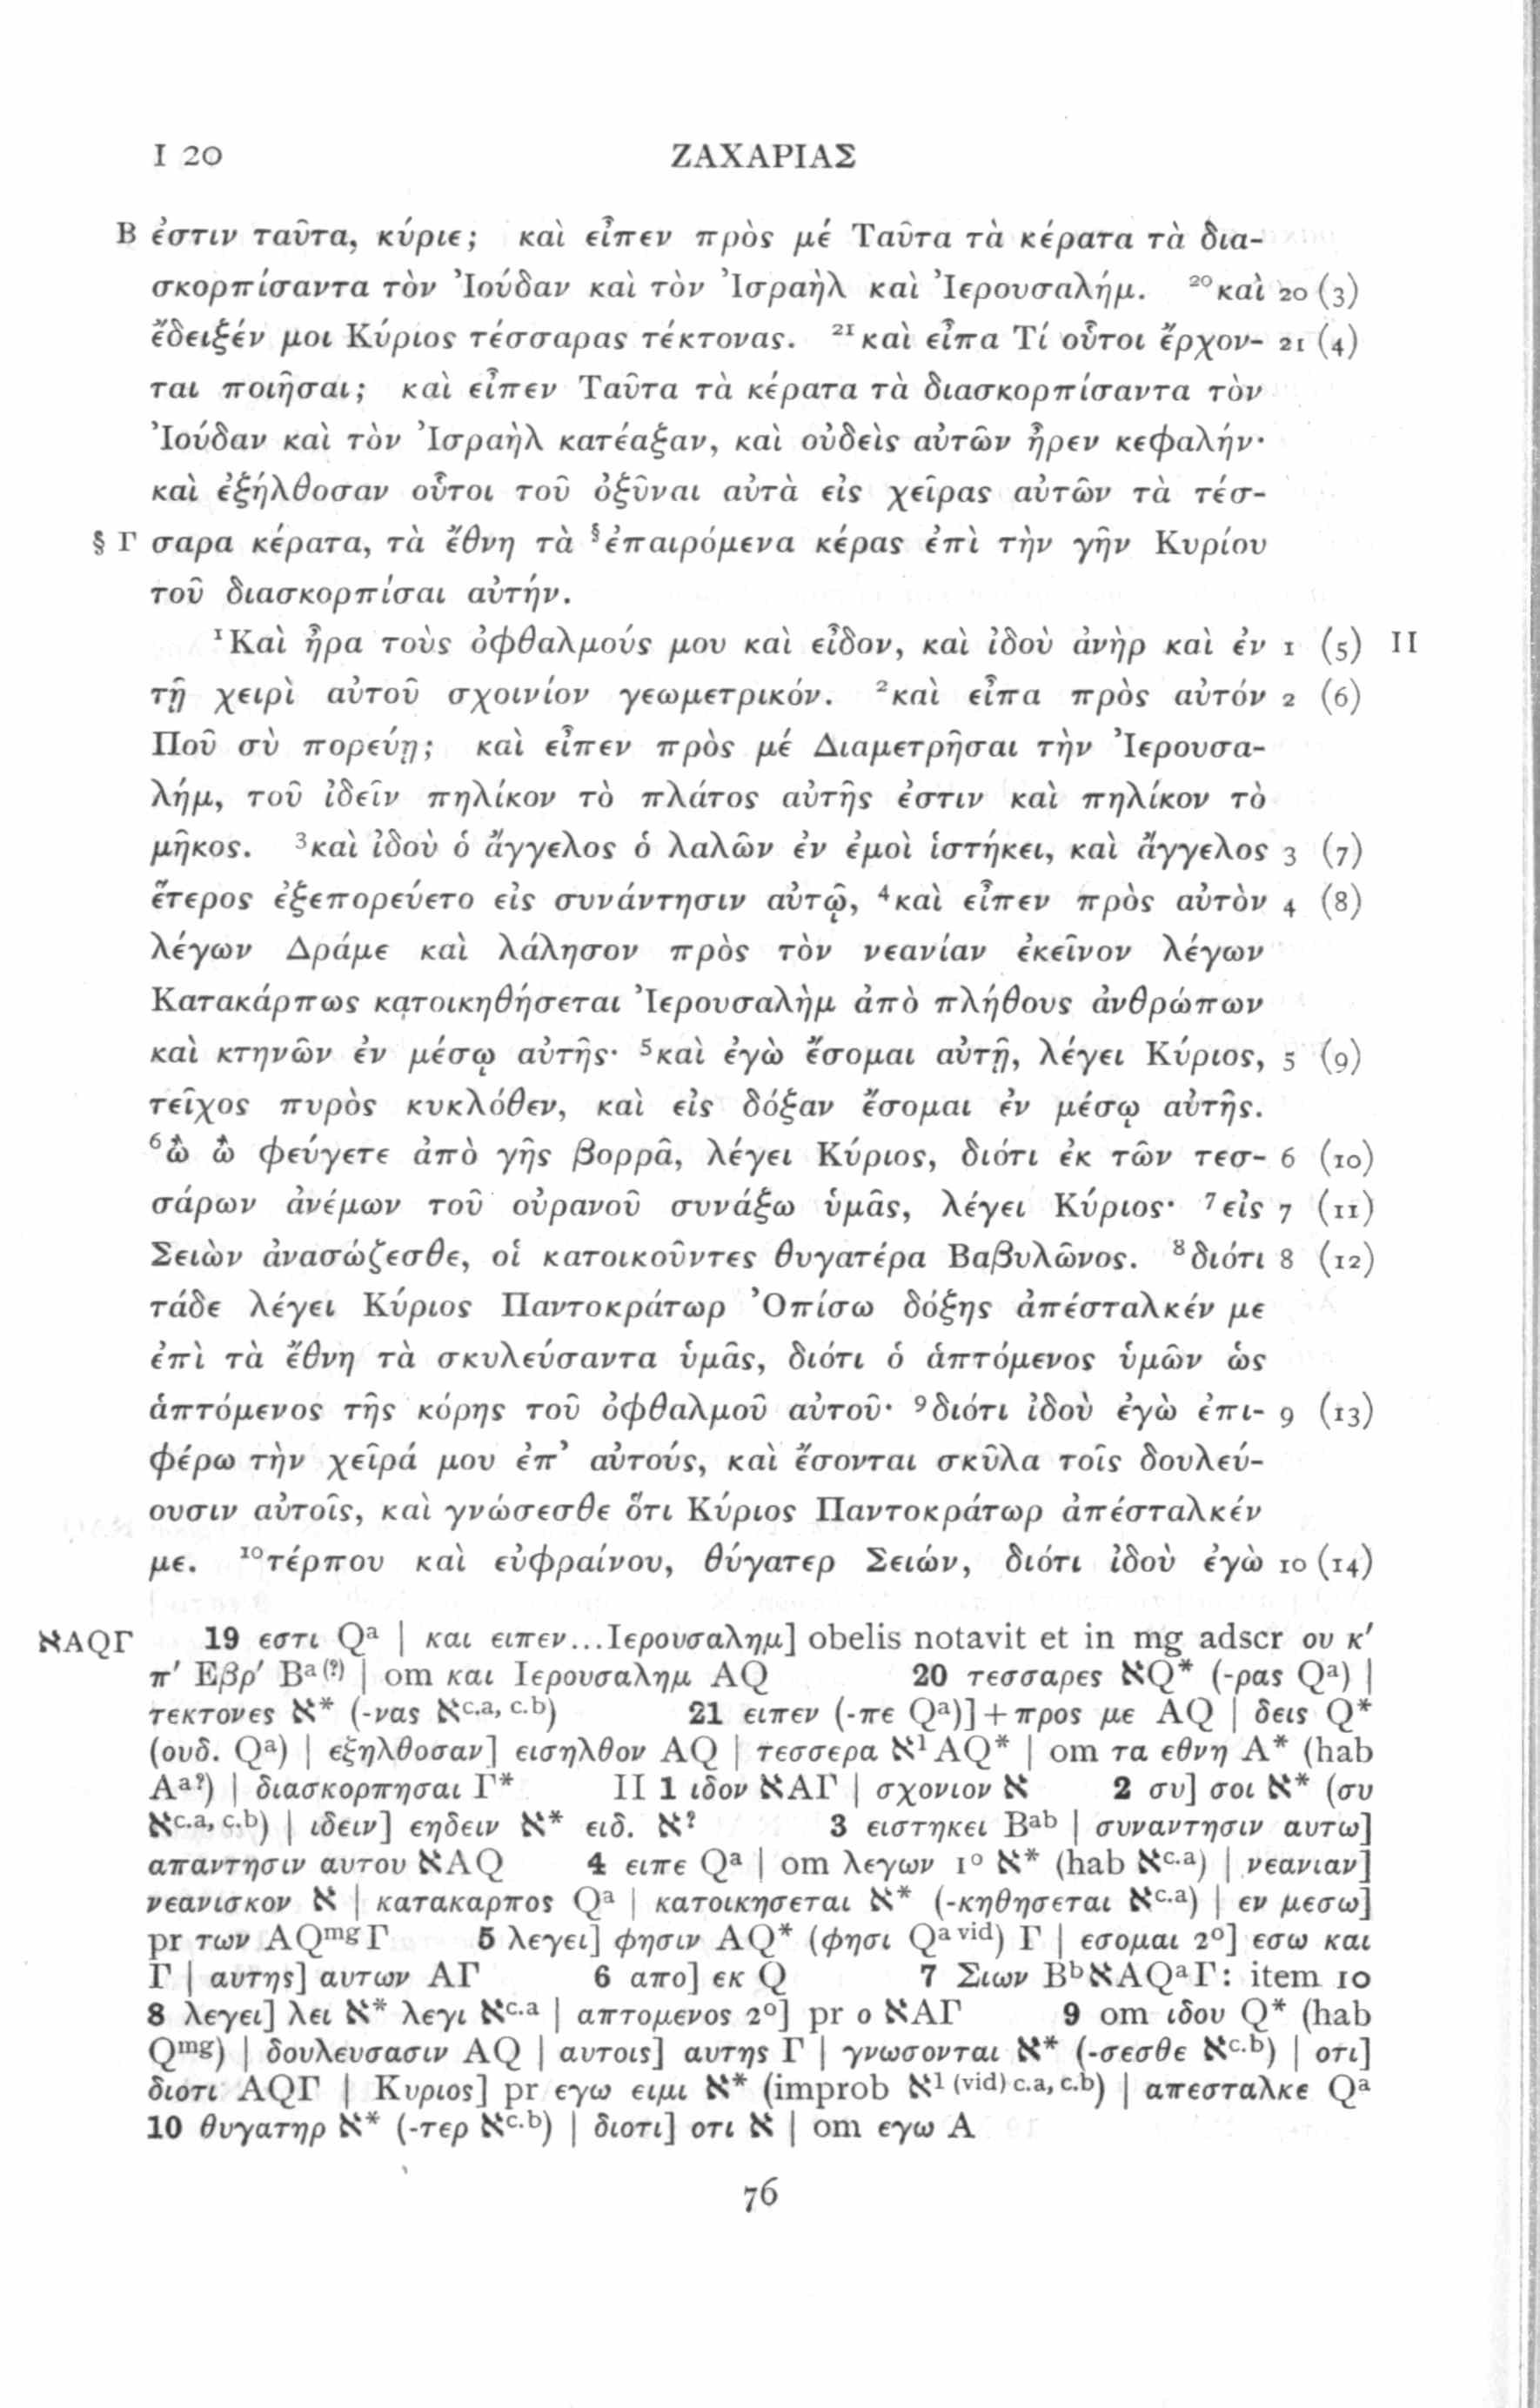 I 20 ΖΑΧΑΡΙΑΣ
B ἐστιν ταῦτα, κύριε; καὶ εἶπεν πρὸς μέ Ταῦτα τὰ κέρατα τὰ δια-
σκορπίσαντα τὸν Ἰούδαν καὶ τὸν Ἰσραὴλ καὶ Ἰερουσαλήμ. ²⁰καὶ 20 (3)
ἔδειξέν μοι Κύριος τέσσαρας τέκτονας. ²¹καὶ εἶπα Τί οὗτοι ἔρχον- 21 (4)
ται ποιῆσαι; καὶ εἶπεν Ταῦτα τὰ κέρατα τὰ διασκορπίσαντα τὸν
Ἰούδαν καὶ τὸν Ἰσραὴλ κατέαξαν, καὶ οὐδεὶς αὐτῶν ἦρεν κεφαλήν·
καὶ ἐξήλθοσαν οὗτοι τοῦ ὀξῦναι αὐτὰ εἰς χεῖρας αὐτῶν τὰ τέσ-
§ Γ σαρα κέρατα, τὰ ἔθνη τὰ §ἐπαιρόμενα κέρας ἐπὶ τὴν γῆν Κυρίου
τοῦ διασκορπίσαι αὐτήν.
¹Καὶ ἦρα τοὺς ὀφθαλμούς μου καὶ εἶδον, καὶ ἰδοὺ ἀνὴρ καὶ ἐν 1 (5) II
τῇ χειρὶ αὐτοῦ σχοινίον γεωμετρικόν. ²καὶ εἶπα πρὸς αὐτόν 2 (6)
Ποῦ σὺ πορεύῃ; καὶ εἶπεν πρὸς μέ Διαμετρῆσαι τὴν Ἰερουσα-
λήμ, τοῦ ἰδεῖν πηλίκον τὸ πλάτος αὐτῆς ἐστιν καὶ πηλίκον τὸ
μῆκος. ³καὶ ἰδοὺ ὁ ἄγγελος ὁ λαλῶν ἐν ἐμοὶ ἱστήκει, καὶ ἄγγελος 3 (7)
ἕτερος ἐξεπορεύετο εἰς συνάντησιν αὐτῷ, ⁴καὶ εἶπεν πρὸς αὐτὸν 4 (8)
λέγων Δράμε καὶ λάλησον πρὸς τὸν νεανίαν ἐκεῖνον λέγων
Κατακάρπως κατοικηθήσεται Ἰερουσαλὴμ ἀπὸ πλήθους ἀνθρώπων
καὶ κτηνῶν ἐν μέσῳ αὐτῆς· ⁵καὶ ἐγὼ ἔσομαι αὐτῇ, λέγει Κύριος, 5 (9)
τεῖχος πυρὸς κυκλόθεν, καὶ εἰς δόξαν ἔσομαι ἐν μέσῳ αὐτῆς.
⁶ὦ ὦ φεύγετε ἀπὸ γῆς βορρᾶ, λέγει Κύριος, διότι ἐκ τῶν τεσ- 6 (10)
σάρων ἀνέμων τοῦ οὐρανοῦ συνάξω ὑμᾶς, λέγει Κύριος· ⁷εἰς 7 (11)
Σειὼν ἀνασώζεσθε, οἱ κατοικοῦντες θυγατέρα Βαβυλῶνος. ⁸διότι 8 (12)
τάδε λέγει Κύριος Παντοκράτωρ Ὀπίσω δόξης ἀπέσταλκέν με
ἐπὶ τὰ ἔθνη τὰ σκυλεύσαντα ὑμᾶς, διότι ὁ ἁπτόμενος ὑμῶν ὡς
ἁπτόμενος τῆς κόρης τοῦ ὀφθαλμοῦ αὐτοῦ· ⁹διότι ἰδοὺ ἐγὼ ἐπι- 9 (13)
φέρω τὴν χεῖρά μου ἐπ᾽ αὐτούς, καὶ ἔσονται σκῦλα τοῖς δουλεύ-
ουσιν αὐτοῖς, καὶ γνώσεσθε ὅτι Κύριος Παντοκράτωρ ἀπέσταλκέν
με. ¹⁰τέρπου καὶ εὐφραίνου, θύγατερ Σειών, διότι ἰδοὺ ἐγὼ 10 (14)
אAQΓ 19 εστι Qᵃ | και ειπεν...Ιερουσαλημ] obelis notavit et in mg adscr ου κ′
π′ Εβρ′ Bᵃ⁽?⁾ | om και Ιερουσαλημ AQ 20 τεσσαρες אQ* (-ρας Qᵃ) |
τεκτονες א* (-νας אᶜ·ᵃ, ᶜ·ᵇ) 21 ειπεν (-πε Qᵃ)]+προς με AQ | δεις Q*
(ουδ. Qᵃ) | εξηλθοσαν] εισηλθον AQ | τεσσερα א¹AQ* | om τα εθνη A* (hab
Aᵃ?) | διασκορπησαι Γ* II 1 ιδον אAΓ | σχονιον א 2 συ] σοι א* (συ
אᶜ·ᵃ, ᶜ·ᵇ) | ιδειν] εηδειν א* ειδ. א? 3 ειστηκει Bᵃᵇ | συναντησιν αυτω]
απαντησιν αυτου אAQ 4 ειπε Qᵃ | om λεγων 1° א* (hab אᶜ·ᵃ) | νεανιαν]
νεανισκον א | κατακαρπος Qᵃ | κατοικησεται א* (-κηθησεται אᶜ·ᵃ) | εν μεσω]
pr των AQᵐᵍΓ 5 λεγει] φησιν AQ* (φησι Qᵃ ᵛⁱᵈ) Γ | εσομαι 2°] εσω και
Γ | αυτης] αυτων AΓ 6 απο] εκ Q 7 Σιων BᵇאAQᵃΓ: item 10
8 λεγει] λει א* λεγι אᶜ·ᵃ | απτομενος 2°] pr ο אAΓ 9 om ιδου Q* (hab
Qᵐᵍ) | δουλευσασιν AQ | αυτοις] αυτης Γ | γνωσονται א* (-σεσθε אᶜ·ᵇ) | οτι]
διοτι AQΓ | Κυριος] pr εγω ειμι א* (improb א¹ ⁽ᵛⁱᵈ⁾ ᶜ·ᵃ, ᶜ·ᵇ) | απεσταλκε Qᵃ
10 θυγατηρ א* (-τερ אᶜ·ᵇ) | διοτι] οτι א | om εγω A
76